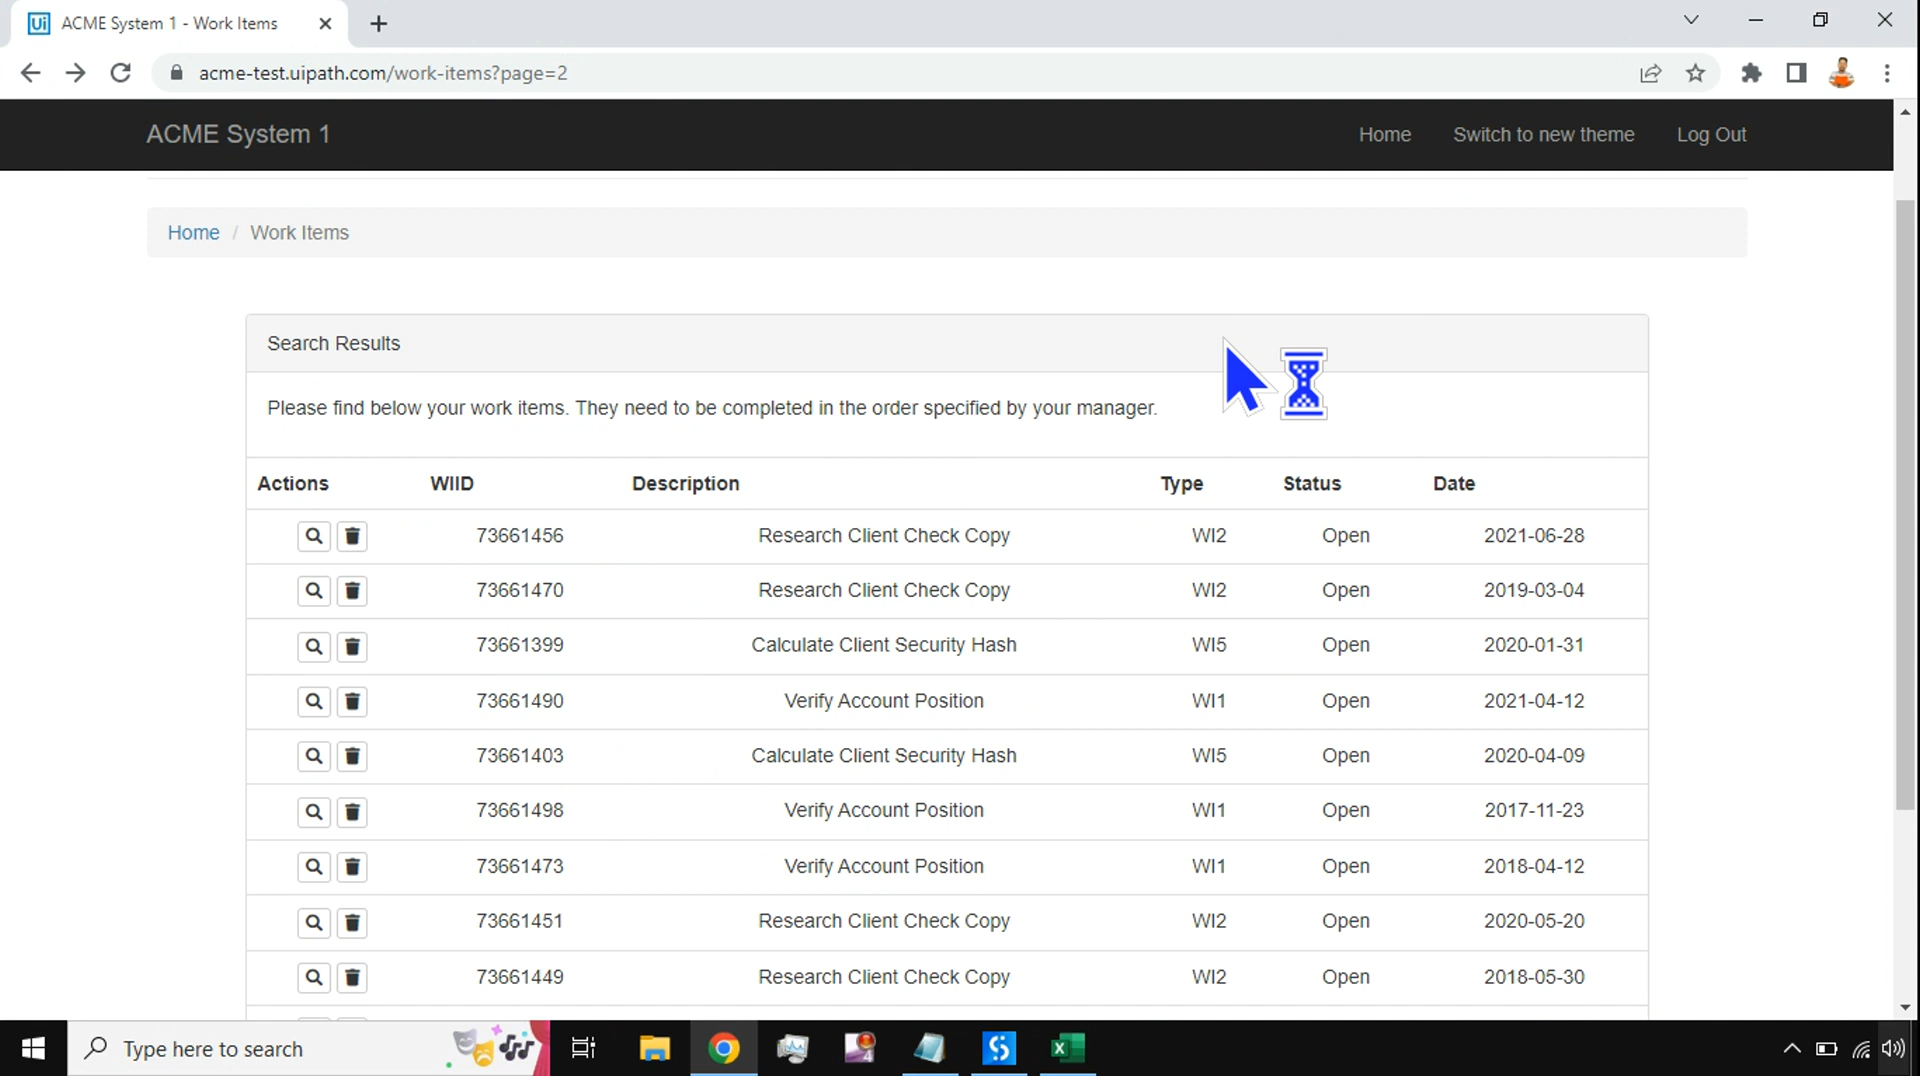 Ui ACME System 1 - Work Items
acme-test.uipath.com/work-items?page=2
ACME System 1 Home Switch to new theme Log Out
Home / Work Items
Search Results
Please find below your work items. They need to be completed in the order specified by your manager.
Actions WIID Description Type Status Date
73661456 Research Client Check Copy WI2 Open 2021-06-28
73661470 Research Client Check Copy WI2 Open 2019-03-04
73661399 Calculate Client Security Hash WI5 Open 2020-01-31
73661490 Verify Account Position WI1 Open 2021-04-12
73661403 Calculate Client Security Hash WI5 Open 2020-04-09
73661498 Verify Account Position WI1 Open 2017-11-23
73661473 Verify Account Position WI1 Open 2018-04-12
73661451 Research Client Check Copy WI2 Open 2020-05-20
73661449 Research Client Check Copy WI2 Open 2018-05-30
Type here to search